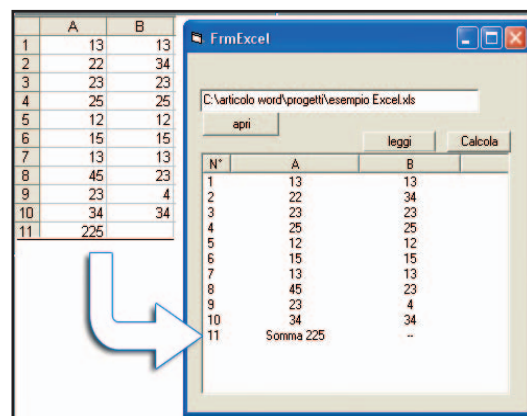 A B
1 13 13
2 22 34
3 23 23
4 25 25
5 12 12
6 15 15
7 13 13
8 45 23
9 23 4
10 34 34
11 225
FrmExcel
C:\articolo word\progetti\esempio Excel.xls
apri
leggi Calcola
N° A B
1 13 13
2 22 34
3 23 23
4 25 25
5 12 12
6 15 15
7 13 13
8 45 23
9 23 4
10 34 34
11 Somma 225 --